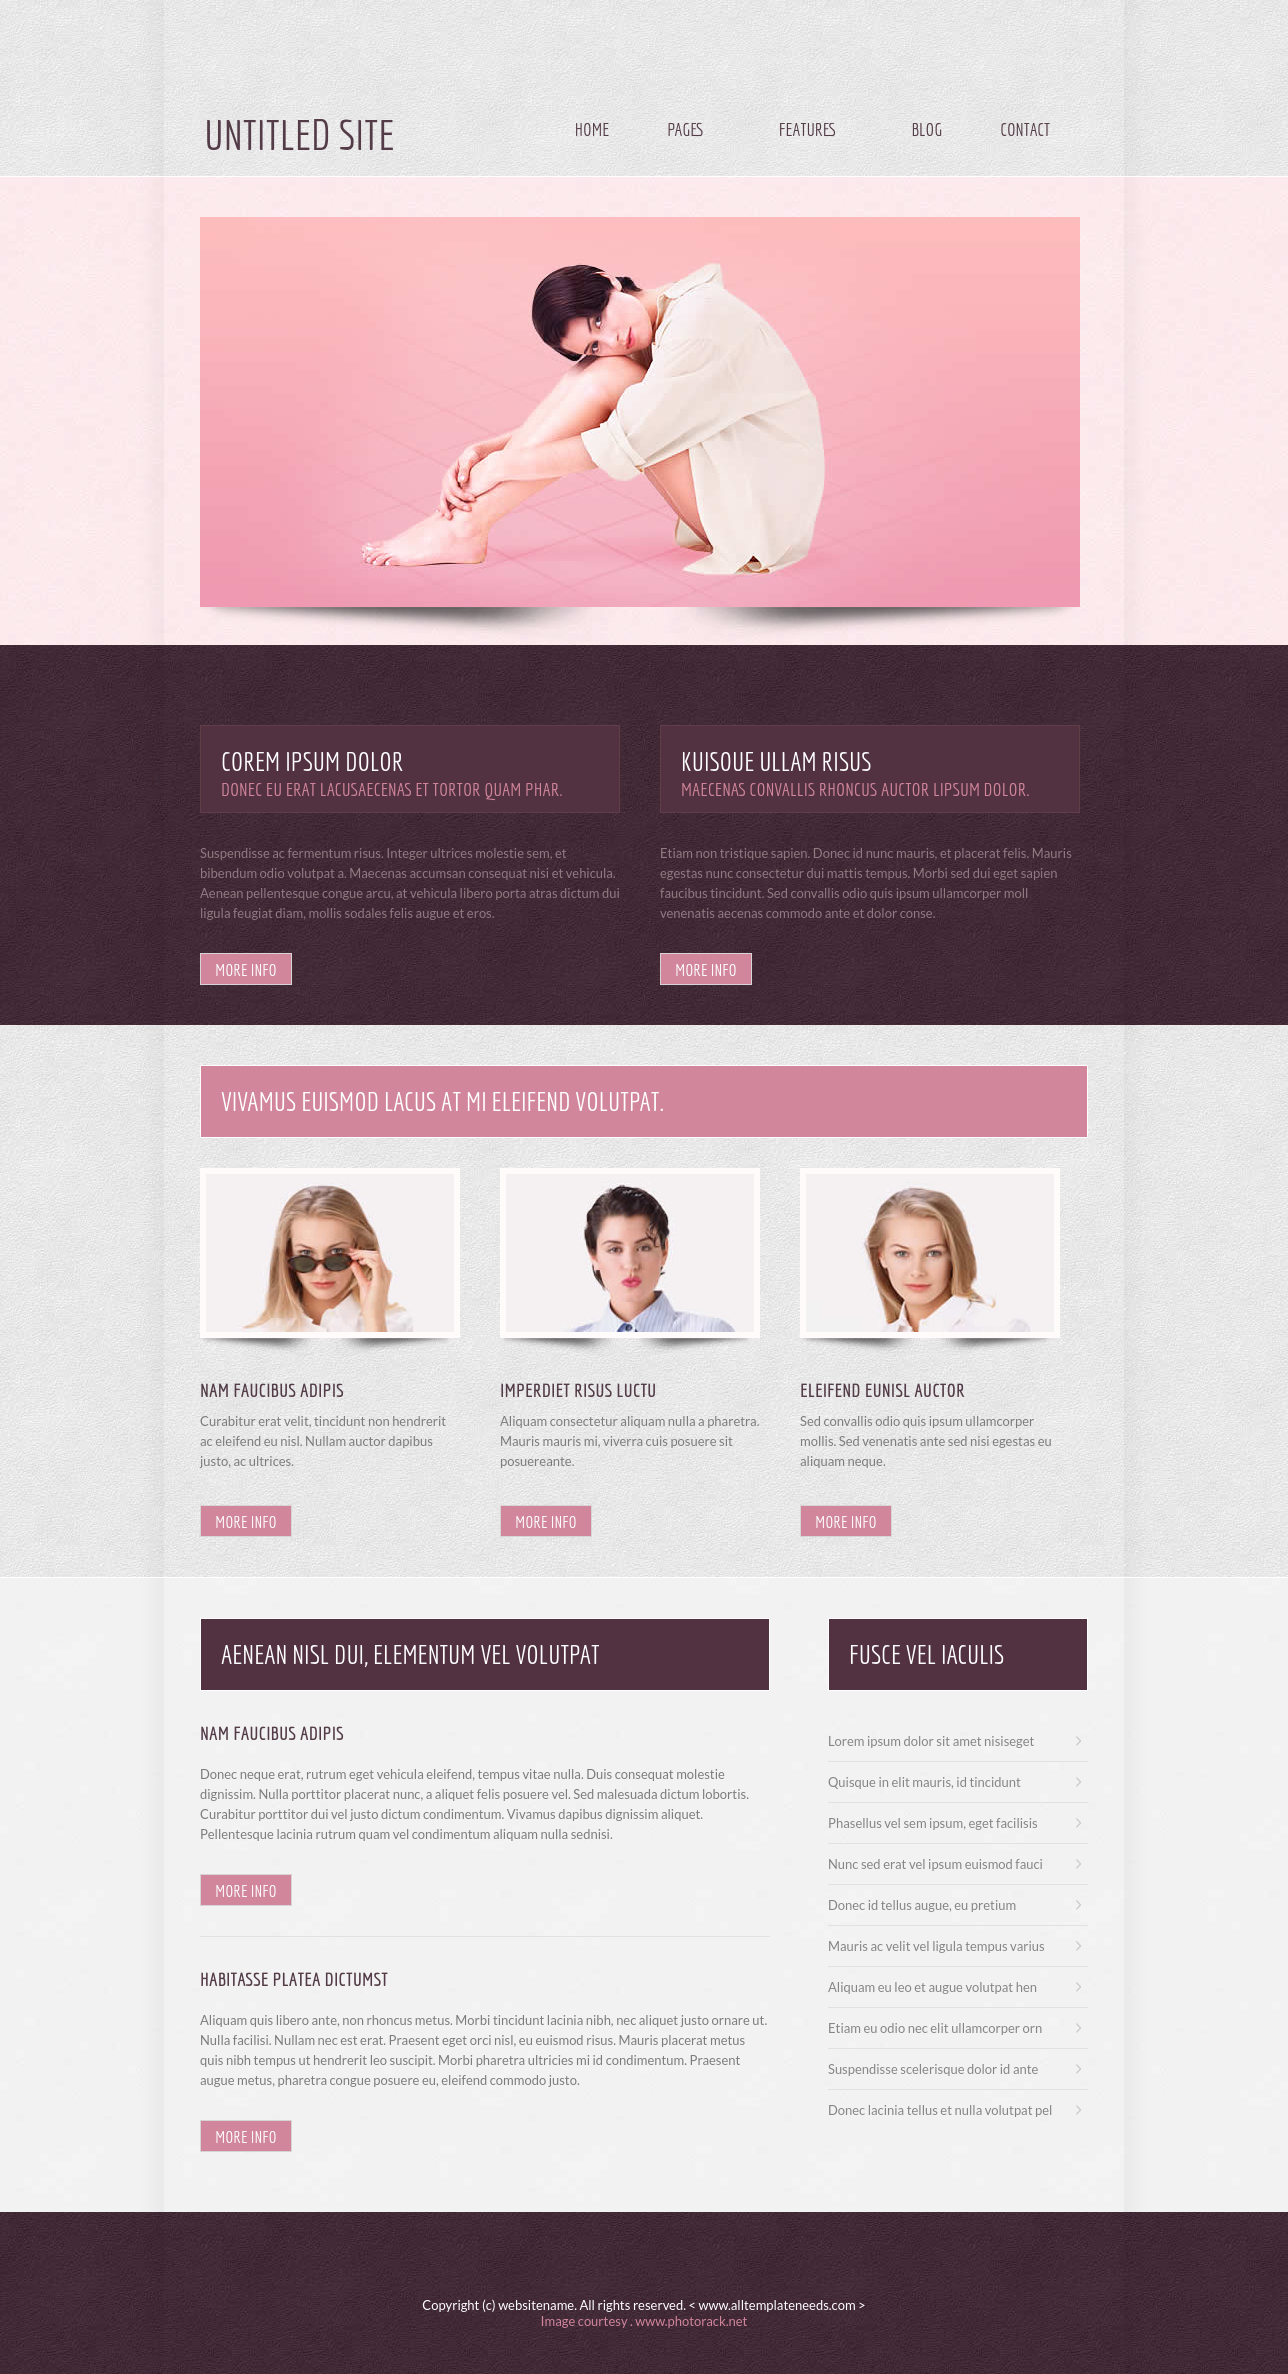 UNTITLED SITE
HOME PAGES FEATURES BLOG CONTACT
COREM IPSUM DOLOR
DONEC EU ERAT LACUSAECENAS ET TORTOR QUAM PHAR.
Suspendisse ac fermentum risus. Integer ultrices molestie sem, et
bibendum odio volutpat a. Maecenas accumsan consequat nisi et vehicula.
Aenean pellentesque congue arcu, at vehicula libero porta atras dictum dui
ligula feugiat diam, mollis sodales felis augue et eros.
MORE INFO
KUISOUE ULLAM RISUS
MAECENAS CONVALLIS RHONCUS AUCTOR LIPSUM DOLOR.
Etiam non tristique sapien. Donec id nunc mauris, et placerat felis. Mauris
egestas nunc consectetur dui mattis tempus. Morbi sed dui eget sapien
faucibus tincidunt. Sed convallis odio quis ipsum ullamcorper moll
venenatis aecenas commodo ante et dolor conse.
MORE INFO
VIVAMUS EUISMOD LACUS AT MI ELEIFEND VOLUTPAT.
NAM FAUCIBUS ADIPIS
Curabitur erat velit, tincidunt non hendrerit
ac eleifend eu nisl. Nullam auctor dapibus
justo, ac ultrices.
MORE INFO
IMPERDIET RISUS LUCTU
Aliquam consectetur aliquam nulla a pharetra.
Mauris mauris mi, viverra cuis posuere sit
posuereante.
MORE INFO
ELEIFEND EUNISL AUCTOR
Sed convallis odio quis ipsum ullamcorper
mollis. Sed venenatis ante sed nisi egestas eu
aliquam neque.
MORE INFO
AENEAN NISL DUI, ELEMENTUM VEL VOLUTPAT
NAM FAUCIBUS ADIPIS
Donec neque erat, rutrum eget vehicula eleifend, tempus vitae nulla. Duis consequat molestie
dignissim. Nulla porttitor placerat nunc, a aliquet felis posuere vel. Sed malesuada dictum lobortis.
Curabitur porttitor dui vel justo dictum condimentum. Vivamus dapibus dignissim aliquet.
Pellentesque lacinia rutrum quam vel condimentum aliquam nulla sednisi.
MORE INFO
HABITASSE PLATEA DICTUMST
Aliquam quis libero ante, non rhoncus metus. Morbi tincidunt lacinia nibh, nec aliquet justo ornare ut.
Nulla facilisi. Nullam nec est erat. Praesent eget orci nisl, eu euismod risus. Mauris placerat metus
quis nibh tempus ut hendrerit leo suscipit. Morbi pharetra ultricies mi id condimentum. Praesent
augue metus, pharetra congue posuere eu, eleifend commodo justo.
MORE INFO
FUSCE VEL IACULIS
Lorem ipsum dolor sit amet nisiseget
Quisque in elit mauris, id tincidunt
Phasellus vel sem ipsum, eget facilisis
Nunc sed erat vel ipsum euismod fauci
Donec id tellus augue, eu pretium
Mauris ac velit vel ligula tempus varius
Aliquam eu leo et augue volutpat hen
Etiam eu odio nec elit ullamcorper orn
Suspendisse scelerisque dolor id ante
Donec lacinia tellus et nulla volutpat pel
Copyright (c) websitename. All rights reserved. < www.alltemplateneeds.com >
Image courtesy . www.photorack.net